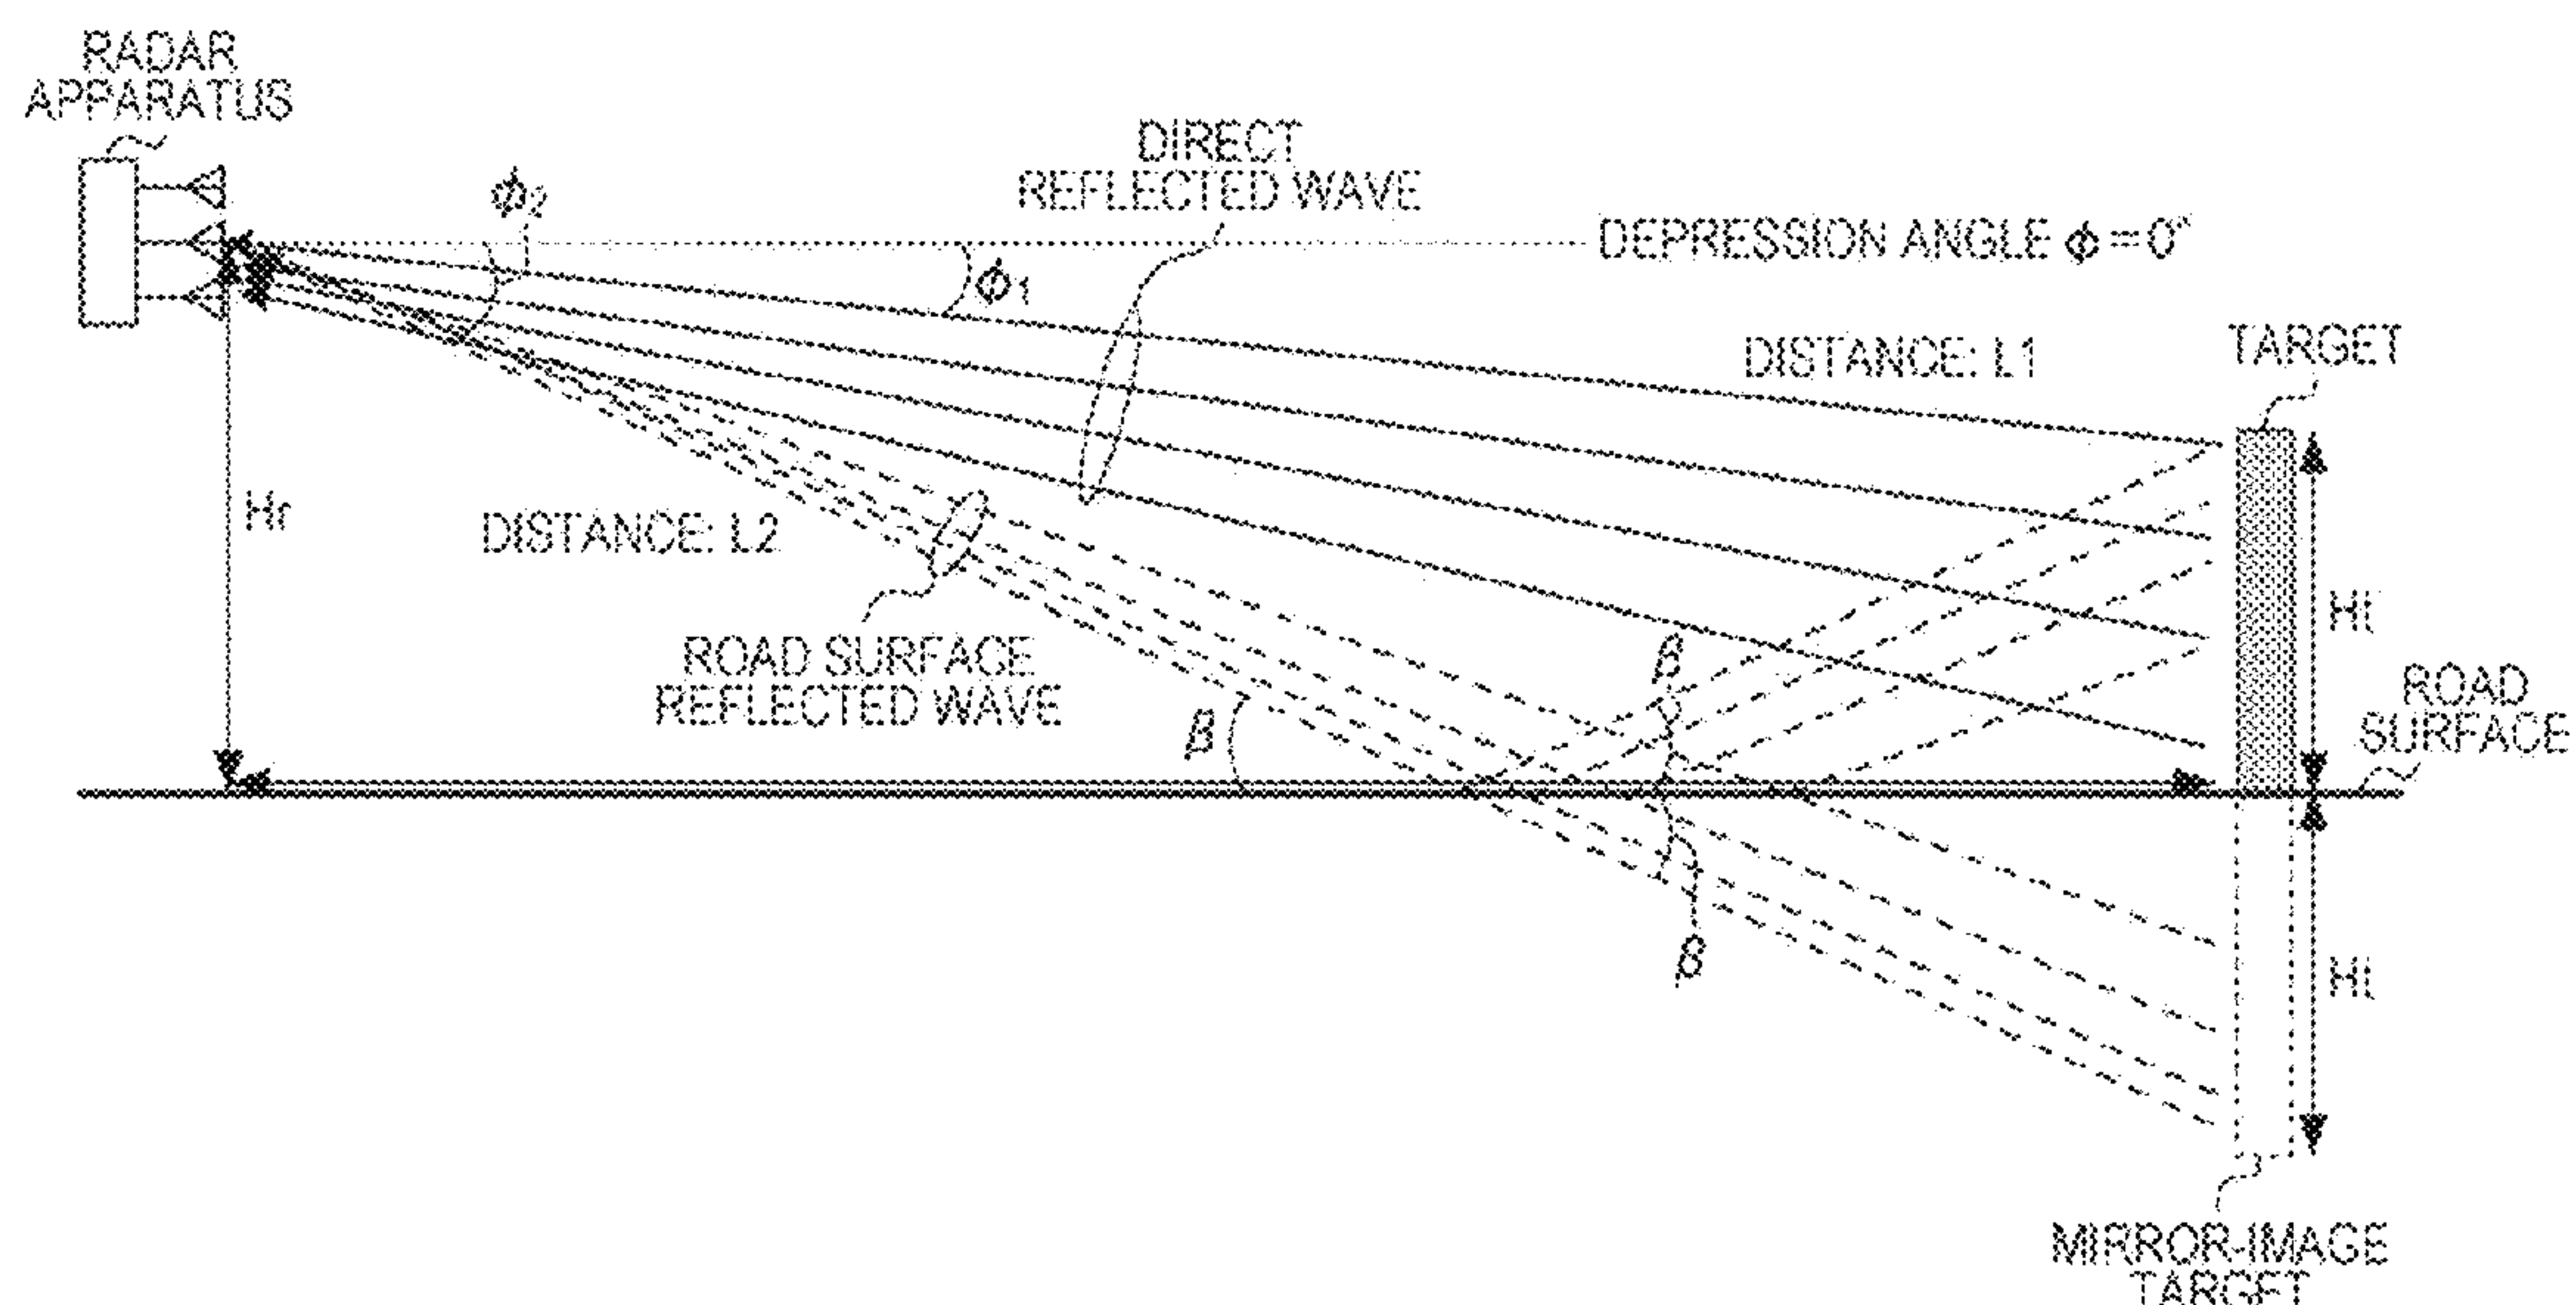 RADAR
APPARATUS
ϕ2
DIRECT
REFLECTED WAVE
DEPRESSION ANGLE ϕ=0°
ϕ1
DISTANCE: L1
TARGET
Hr
DISTANCE: L2
ROAD SURFACE
REFLECTED WAVE
β
β
Ht
ROAD
SURFACE
β
Ht
MIRROR-IMAGE
TARGET